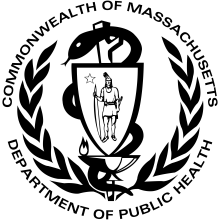 COMMONWEALTH OF MASSACHUSETTS
DEPARTMENT OF PUBLIC HEALTH